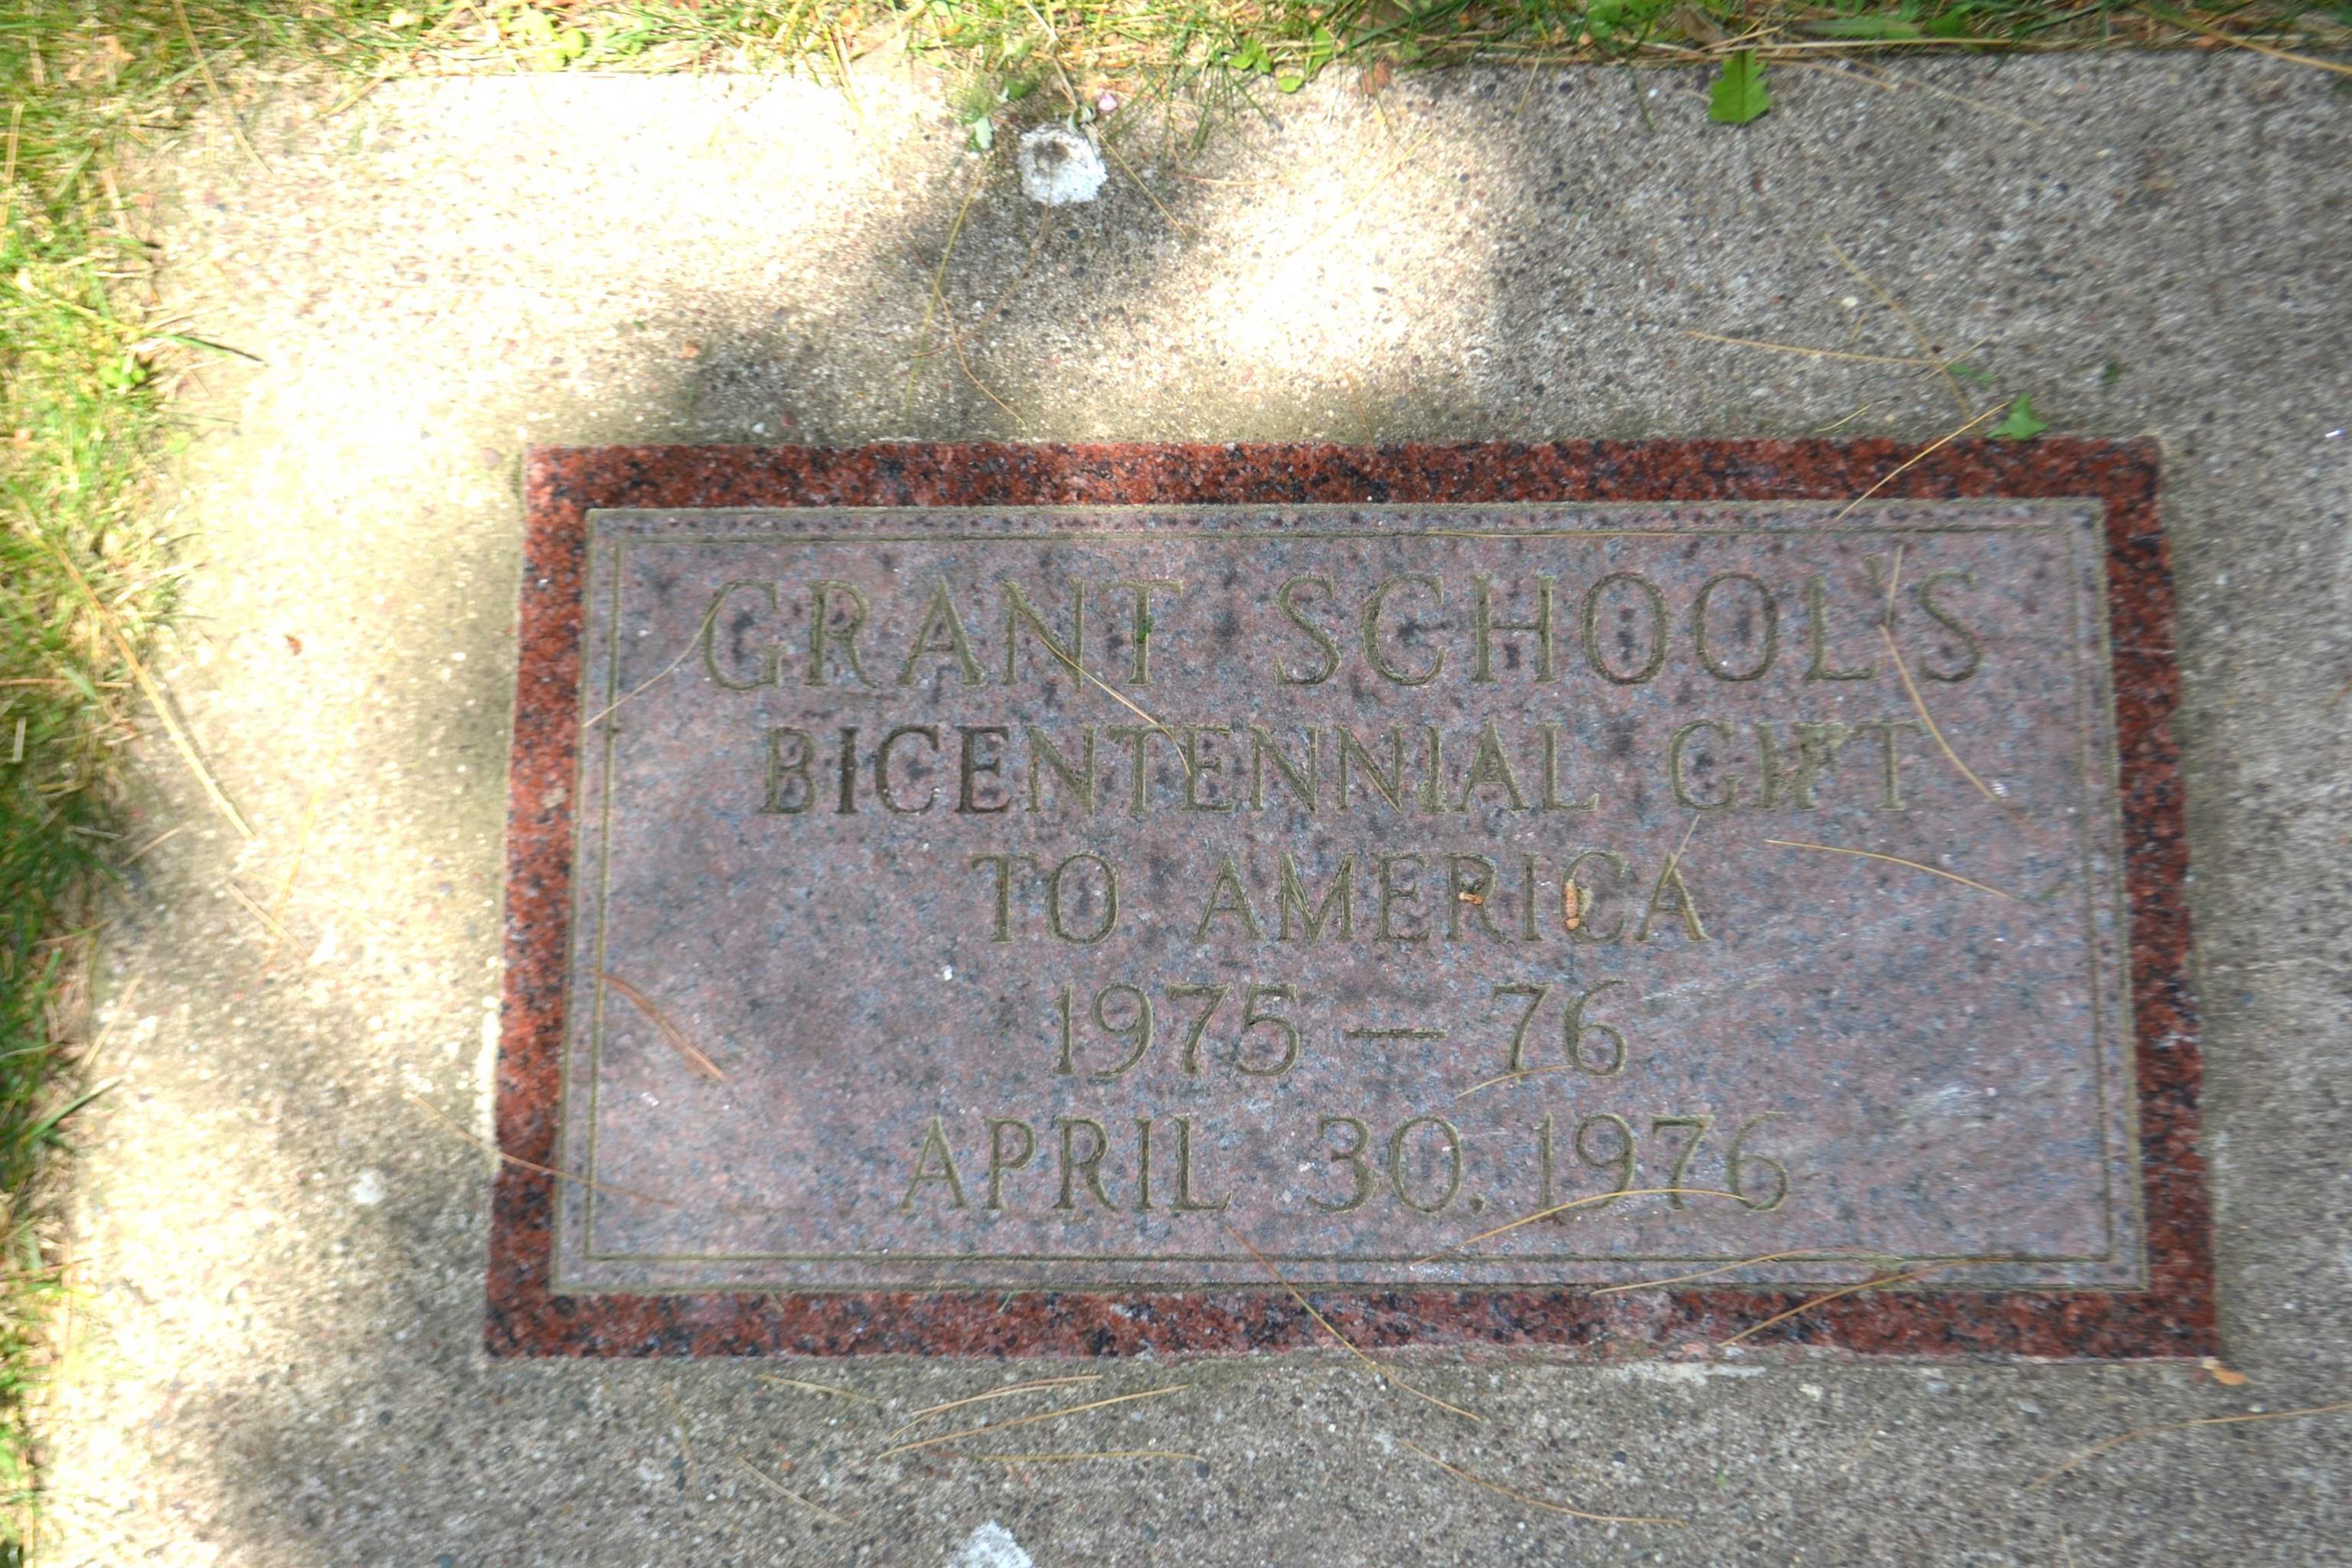 GRANT SCHOOL'S
BICENTENNIAL GIFT
TO AMERICA
1975 — 76
APRIL 30, 1976